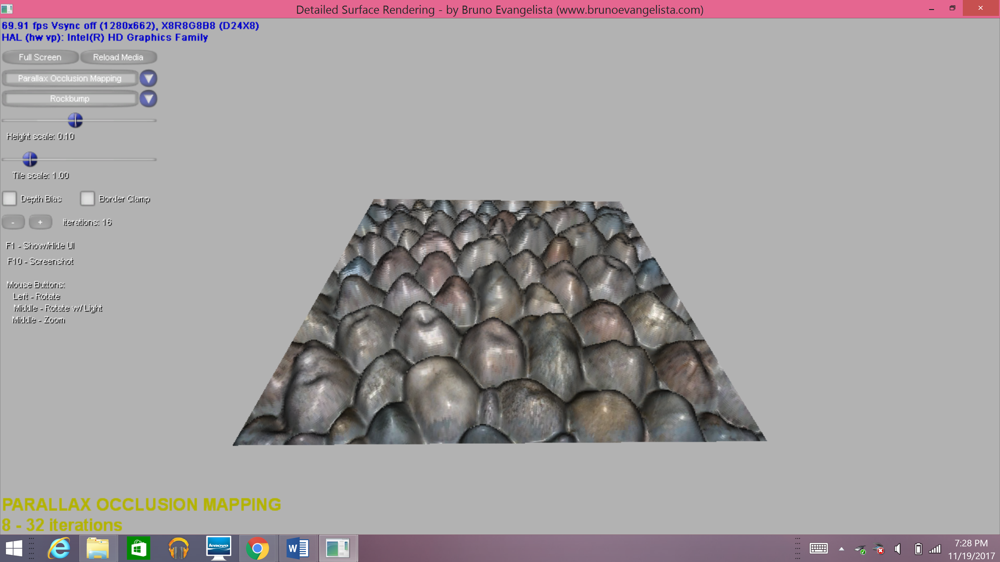 Detailed Surface Rendering - by Bruno Evangelista (www.brunoevangelista.com)
69.91 fps Vsync off (1280x662), X8R8G8B8 (D24X8)
HAL (hw vp): Intel(R) HD Graphics Family
Full Screen Reload Media
Parallax Occlusion Mapping
Rockbump
Height scale: 0.10
Tile scale: 1.00
Depth Bias Border Clamp
- + Iterations: 16
F1 - Show/Hide UI
F10 - Screenshot
Mouse Buttons:
Left - Rotate
Middle - Rotate w/ Light
Middle - Zoom
PARALLAX OCCLUSION MAPPING
8 - 32 iterations
lenovo
W
7:28 PM
11/19/2017